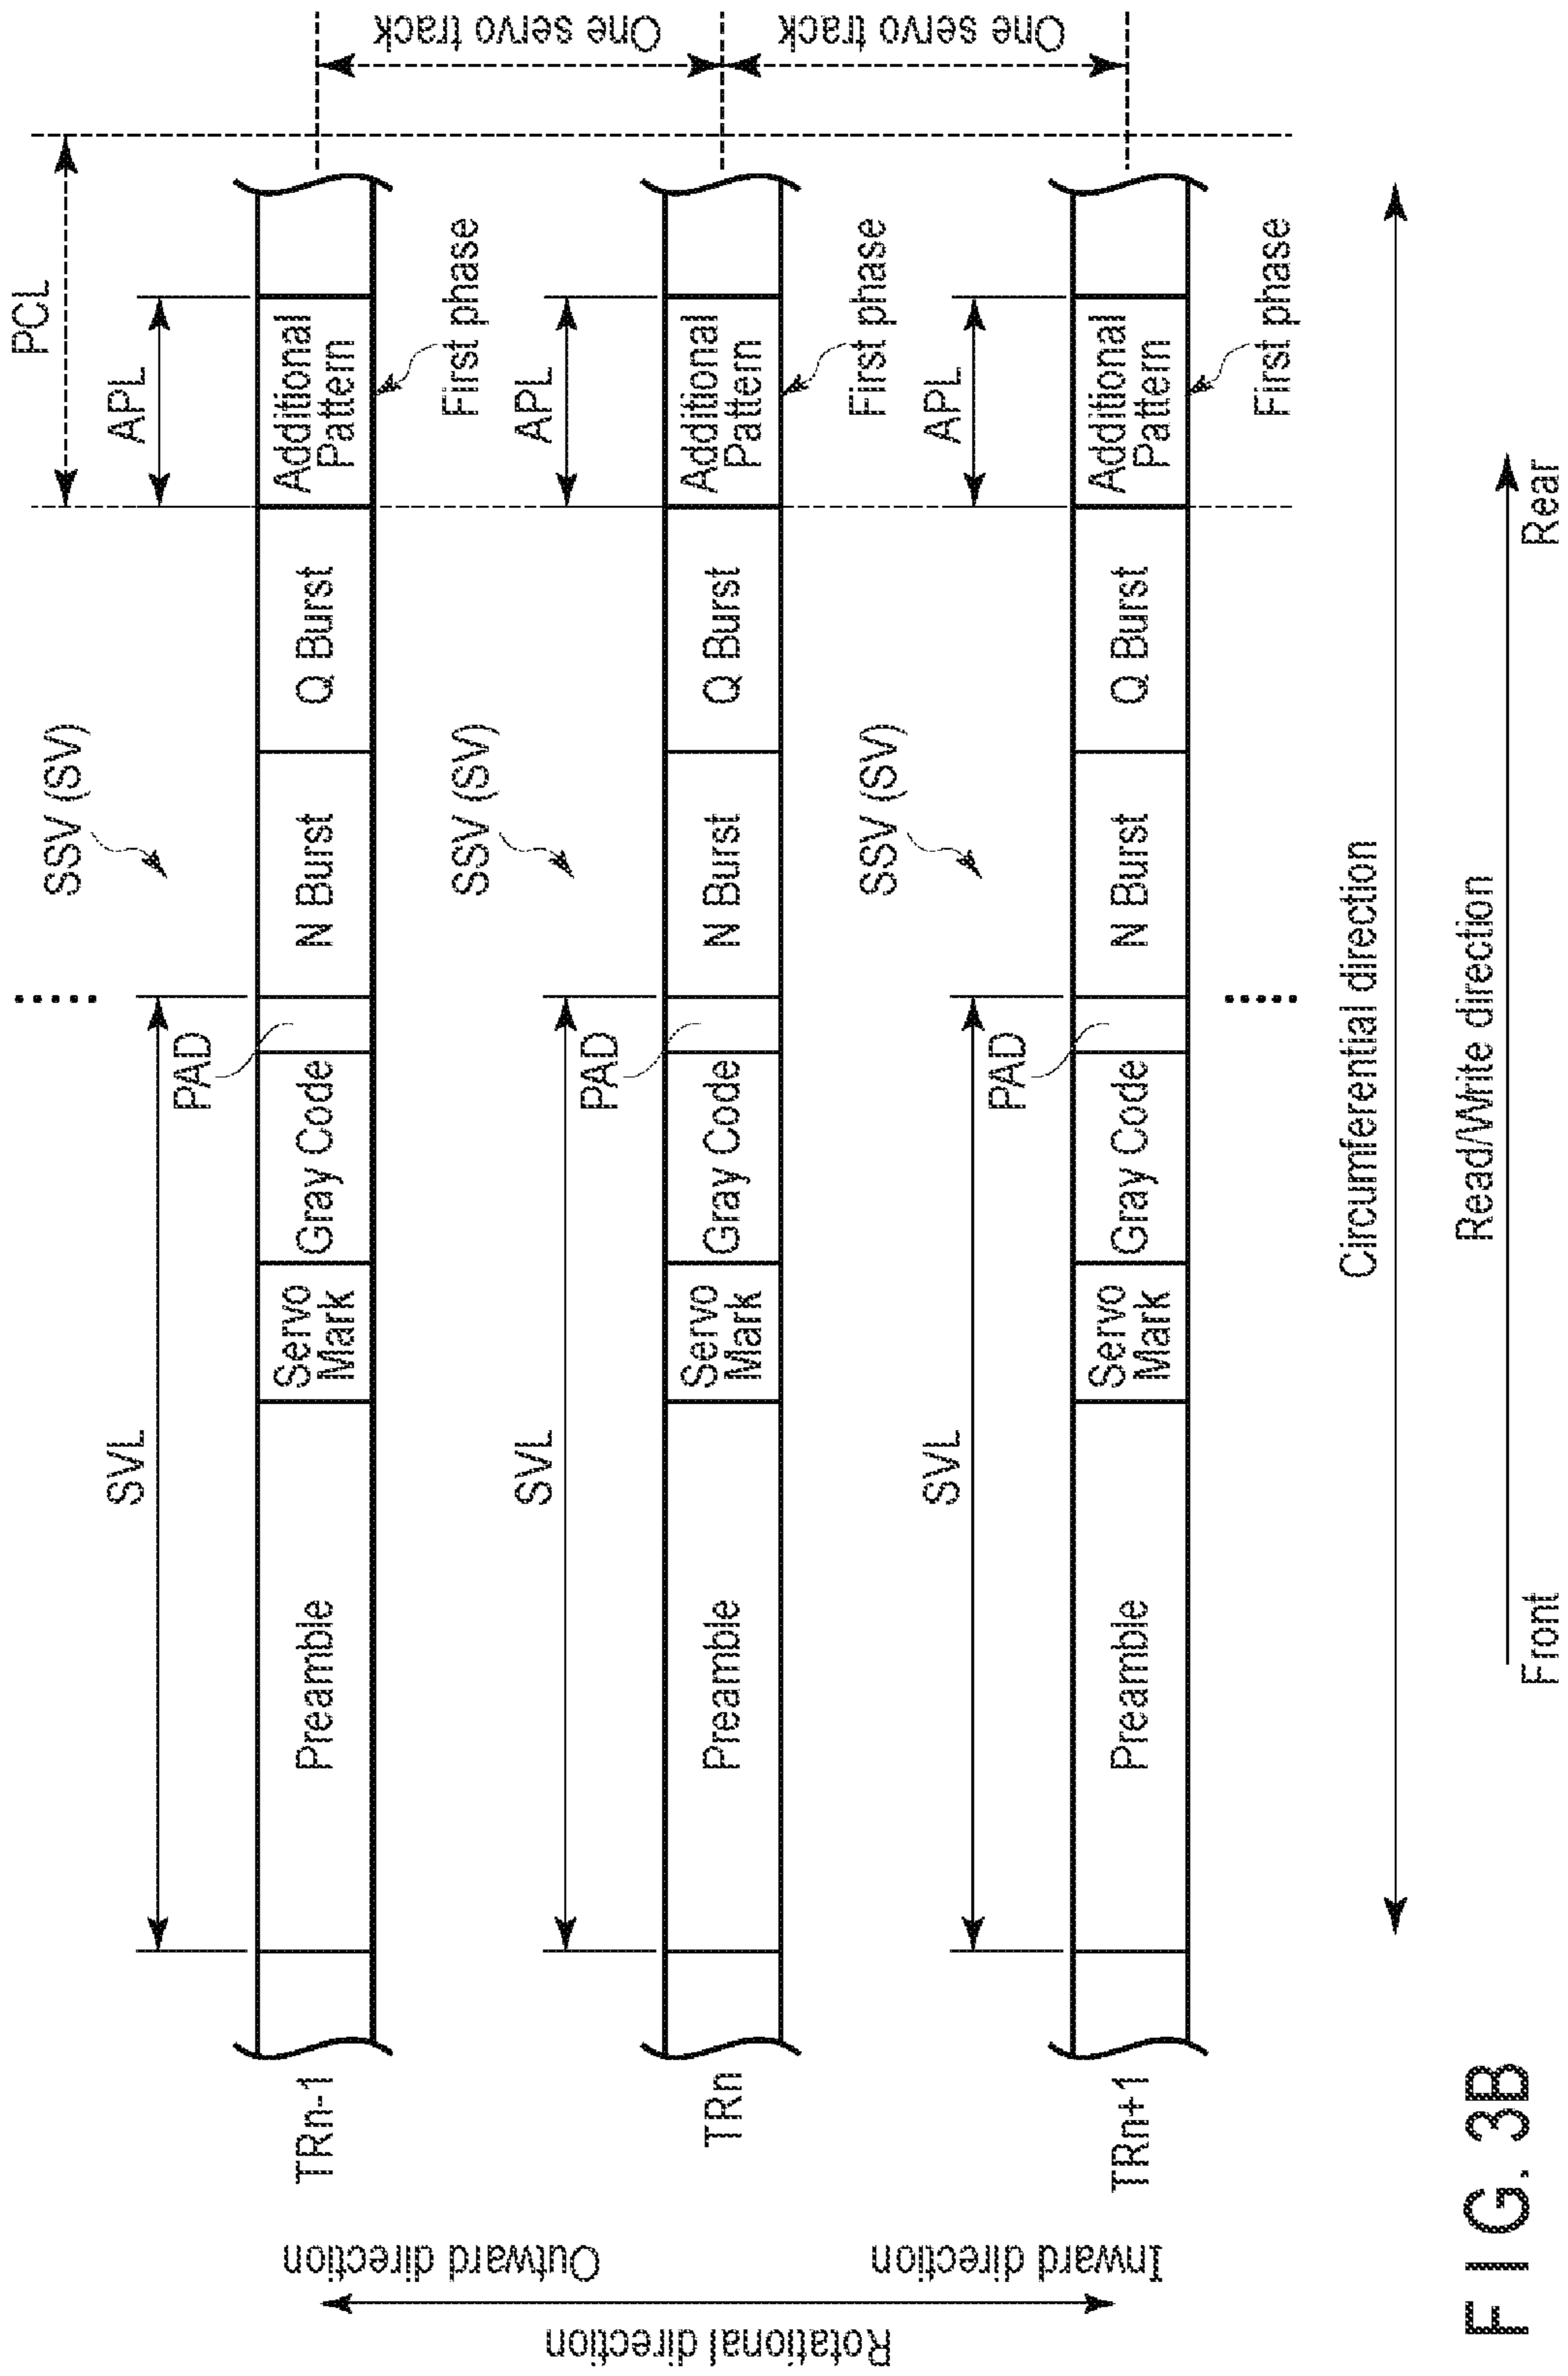 PCL
One servo track
One servo track
SSV (SV)
SVL
PAD
APL
TRn-1
Preamble
Servo
Mark
Gray Code
N Burst
Q Burst
Additional
Pattern
First phase
SSV (SV)
SVL
PAD
APL
TRn
Preamble
Servo
Mark
Gray Code
N Burst
Q Burst
Additional
Pattern
First phase
SSV (SV)
SVL
PAD
APL
TRn+1
Preamble
Servo
Mark
Gray Code
N Burst
Q Burst
Additional
Pattern
First phase
Rotational direction
Outward direction
Inward direction
Circumferential direction
Read/Write direction
Front
Rear
FIG. 3B